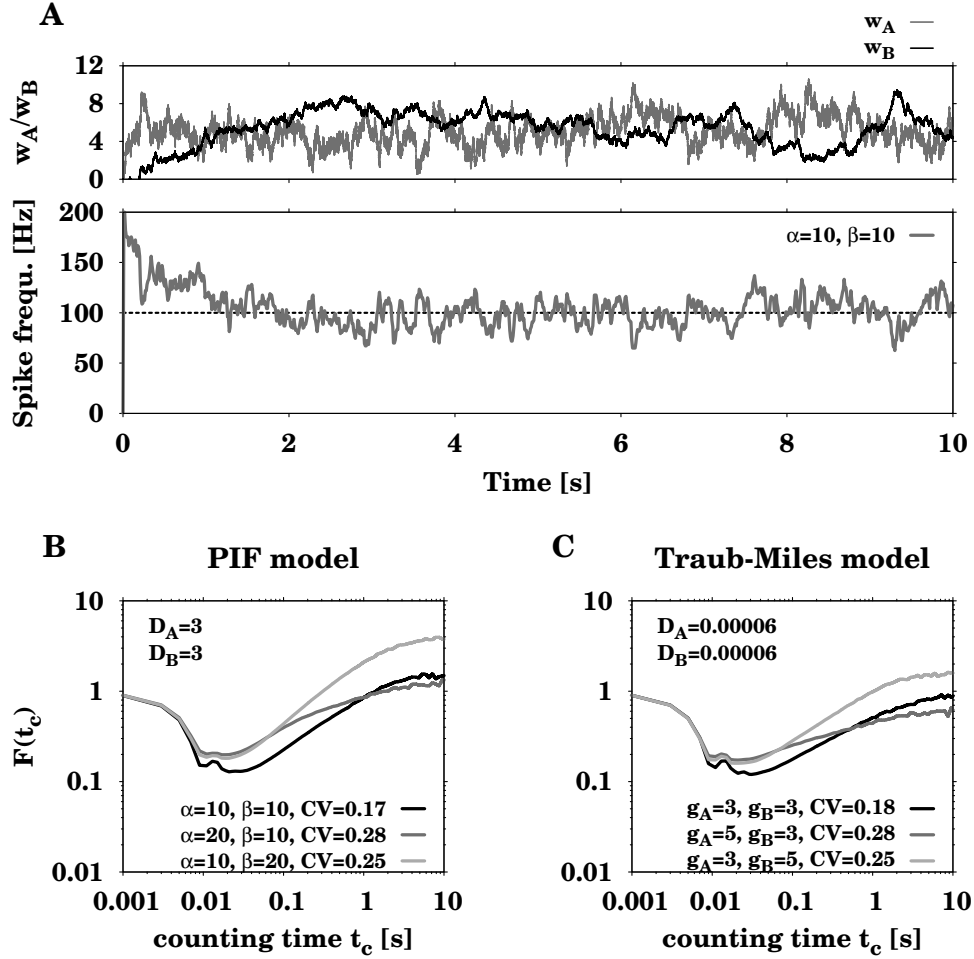 A
w_A
w_B
w_A/w_B
12
8
4
0
Spike frequ. [Hz]
200
150
100
50
0
α=10, β=10
0 2 4 6 8 10
Time [s]
B PIF model
C Traub-Miles model
F(t_c)
10
1
0.1
0.01
D_A=3
D_B=3
α=10, β=10, CV=0.17
α=20, β=10, CV=0.28
α=10, β=20, CV=0.25
0.001 0.01 0.1 1 10
counting time t_c [s]
10
1
0.1
0.01
D_A=0.00006
D_B=0.00006
g_A=3, g_B=3, CV=0.18
g_A=5, g_B=3, CV=0.28
g_A=3, g_B=5, CV=0.25
0.001 0.01 0.1 1 10
counting time t_c [s]